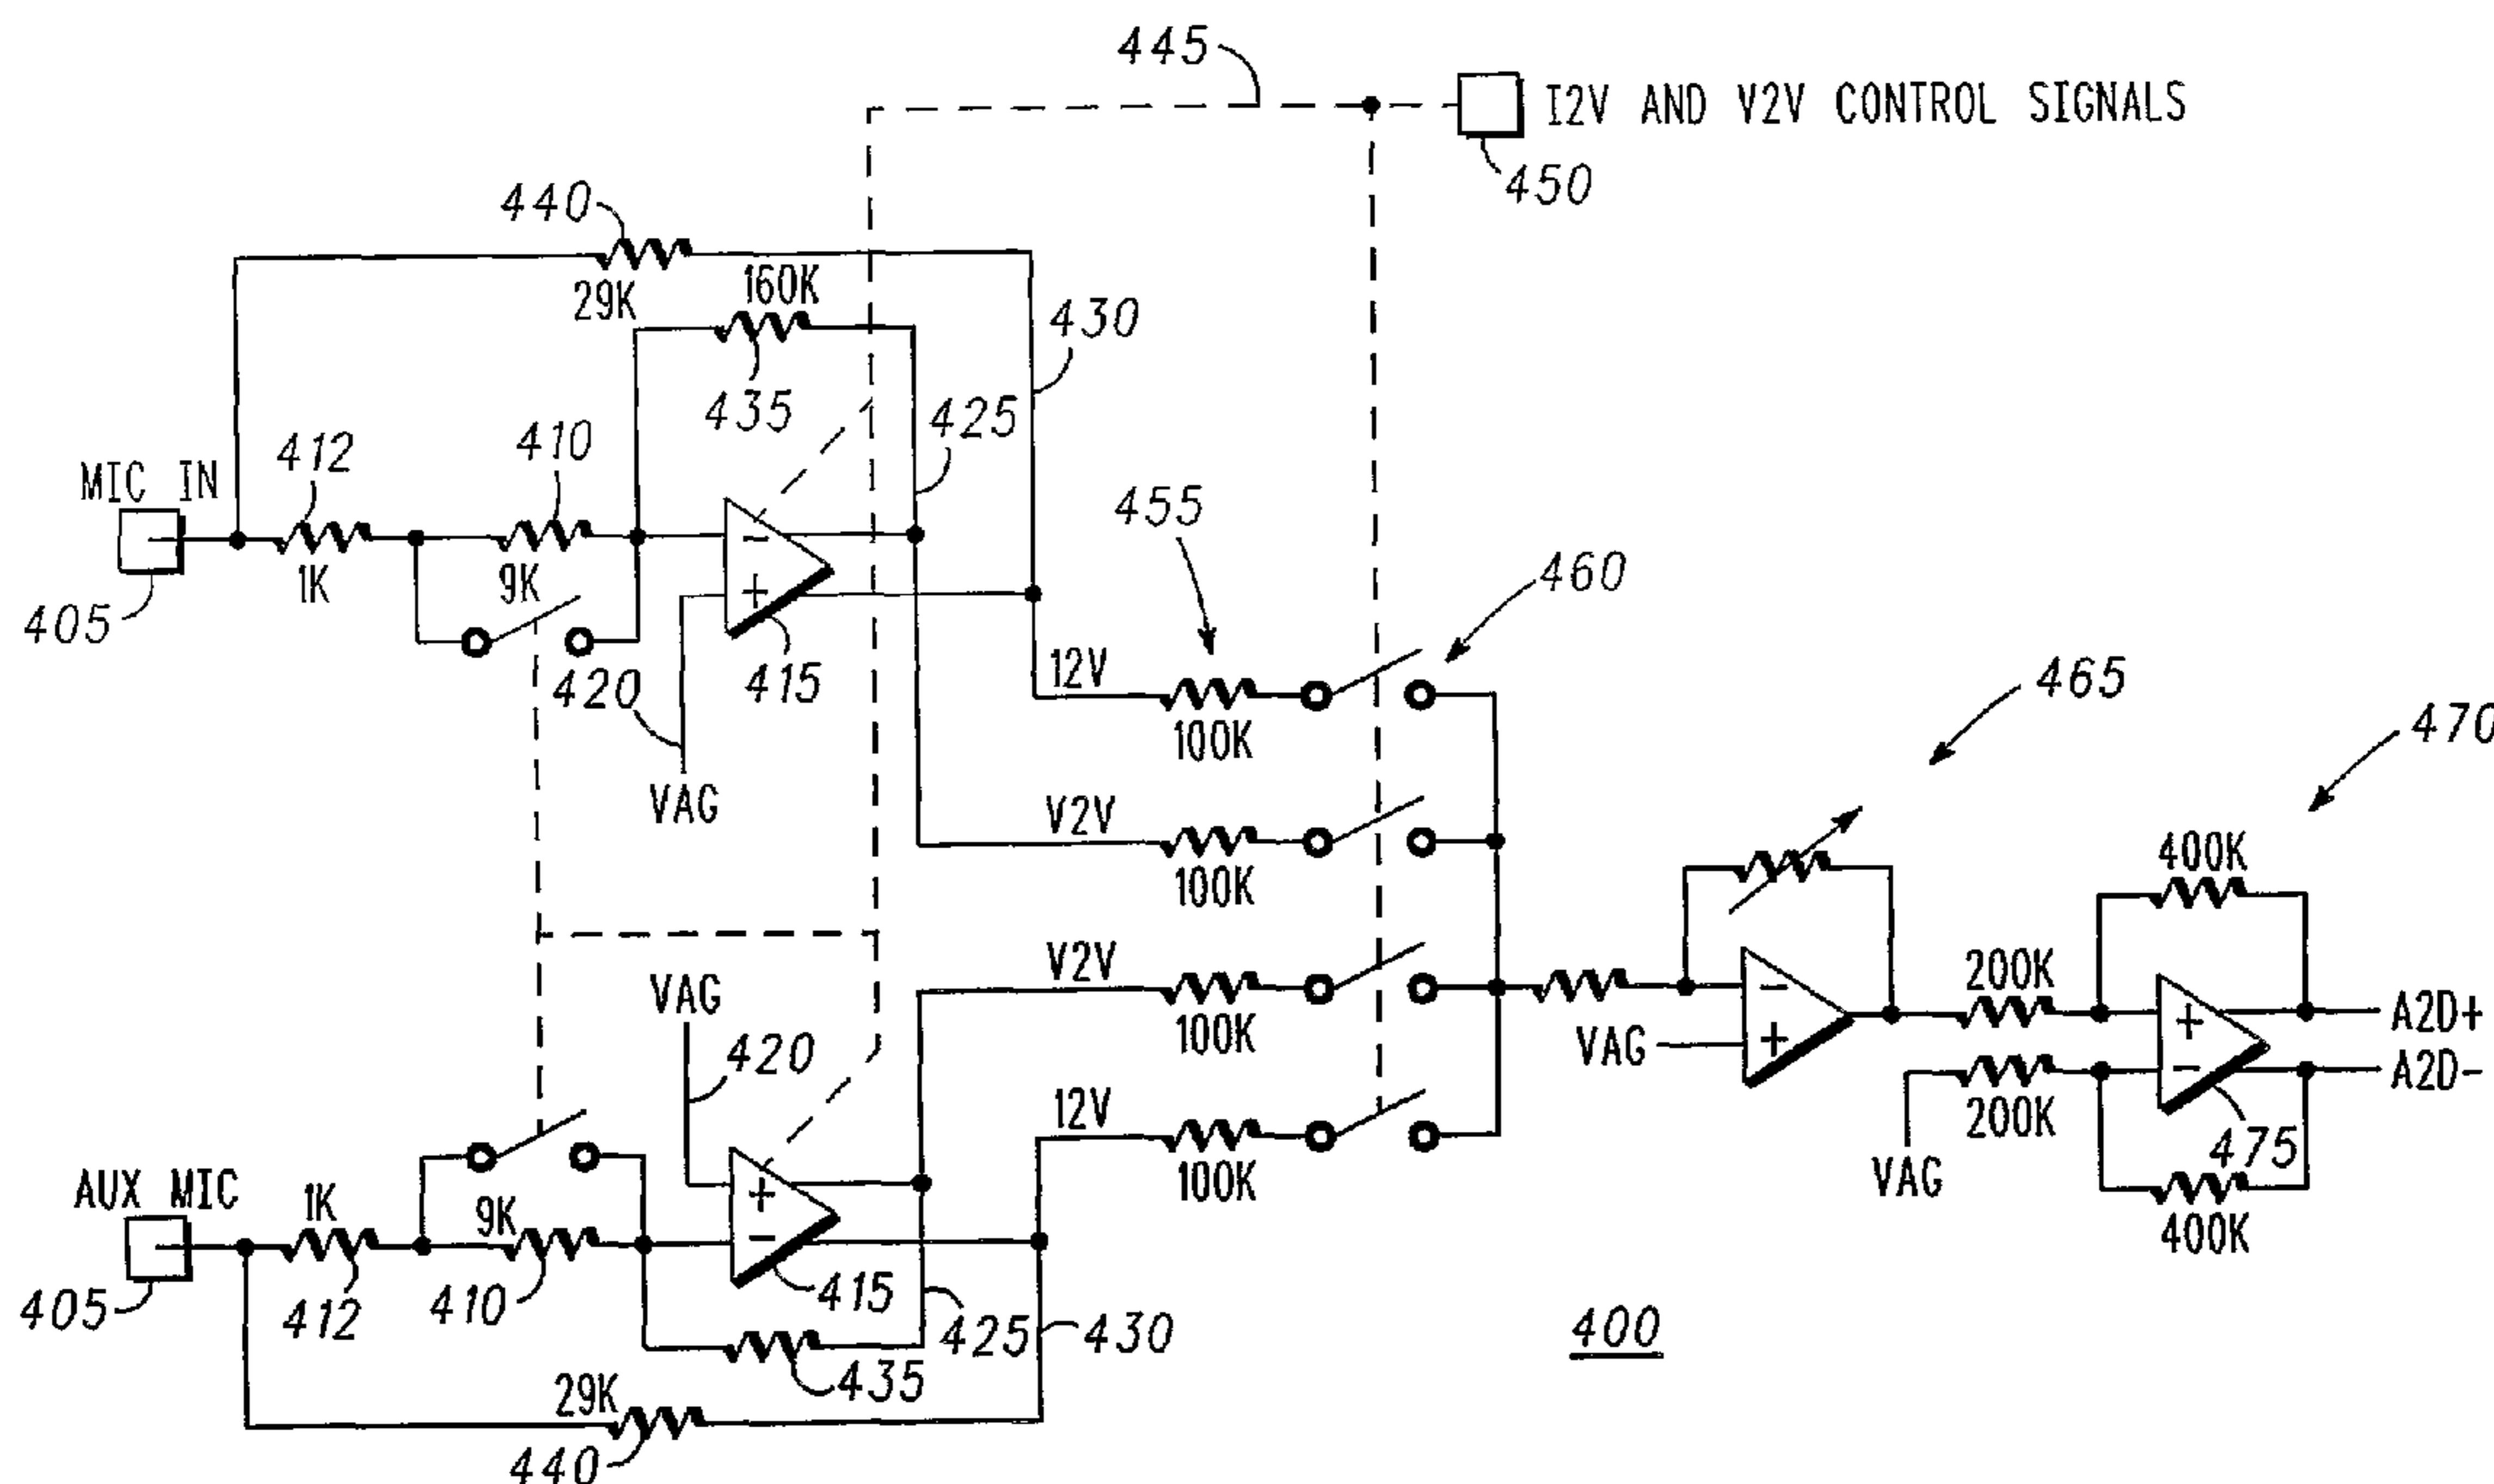 445
I2V AND V2V CONTROL SIGNALS
450
440
29K
160K
430
435
425
412
410
MIC IN
455
1K
9K
460
405
420
415
12V
465
100K
470
VAG
V2V
100K
400K
V2V
VAG
200K
420
100K
VAG
A2D+
A2D-
12V
200K
475
AUX MIC
1K
9K
100K
VAG
400K
405
412
410
415
425
430
400
435
29K
440